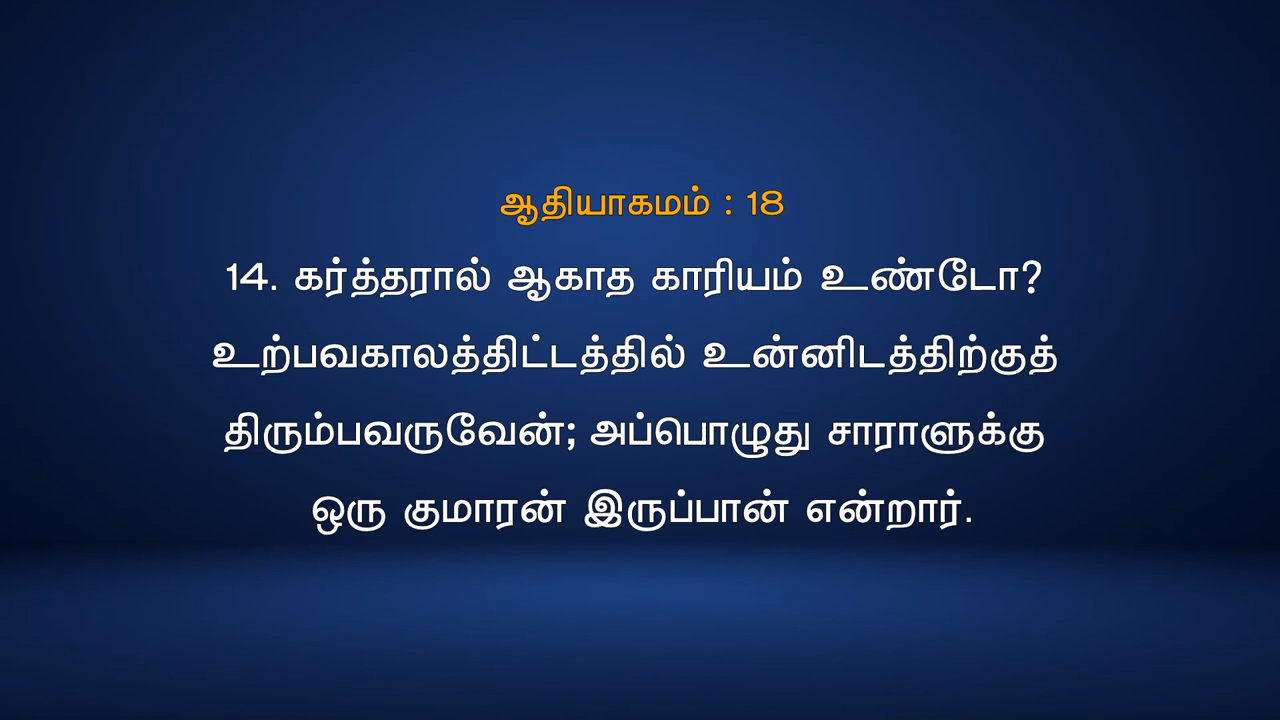 ஆதியாகமம் : 18
14. கர்த்தரால் ஆகாத காரியம் உண்டோ?
உற்பவகாலத்திட்டத்தில் உன்னிடத்திற்குத்
திரும்பவருவேன்; அப்பொழுது சாராளுக்கு
ஒரு குமாரன் இருப்பான் என்றார்.